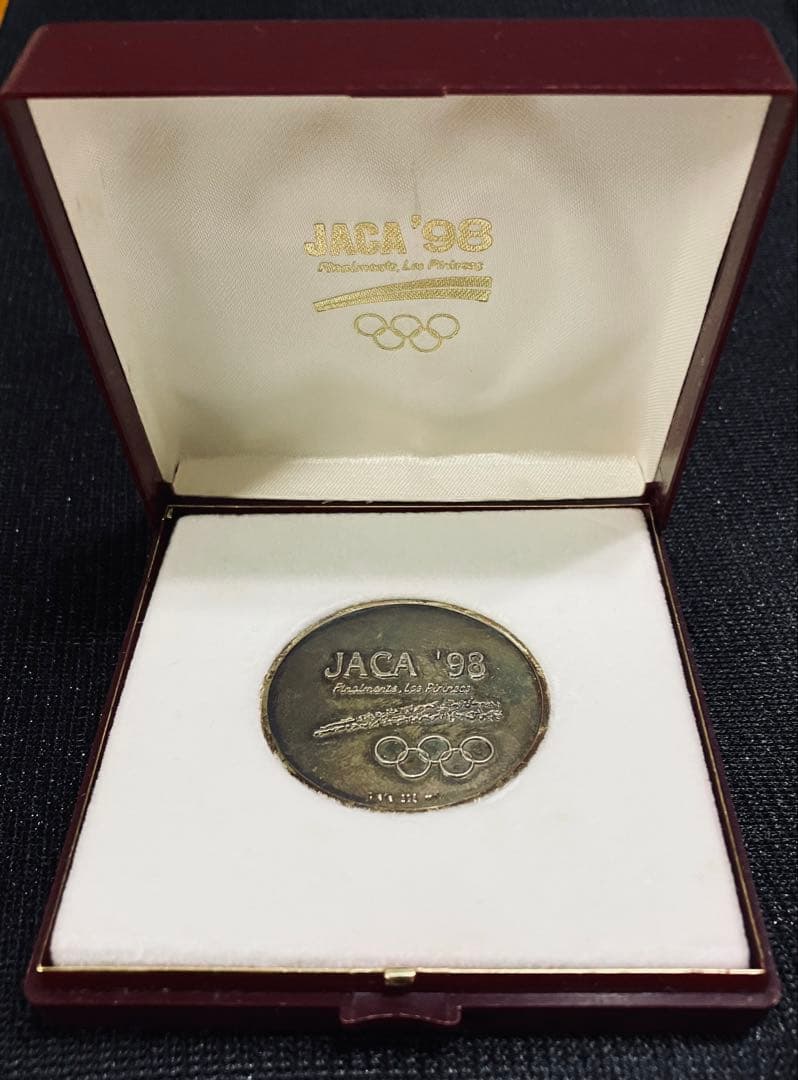 JACA '98
Finalmente, Los Pirineos
JACA '98
Finalmente, Los Pirineos